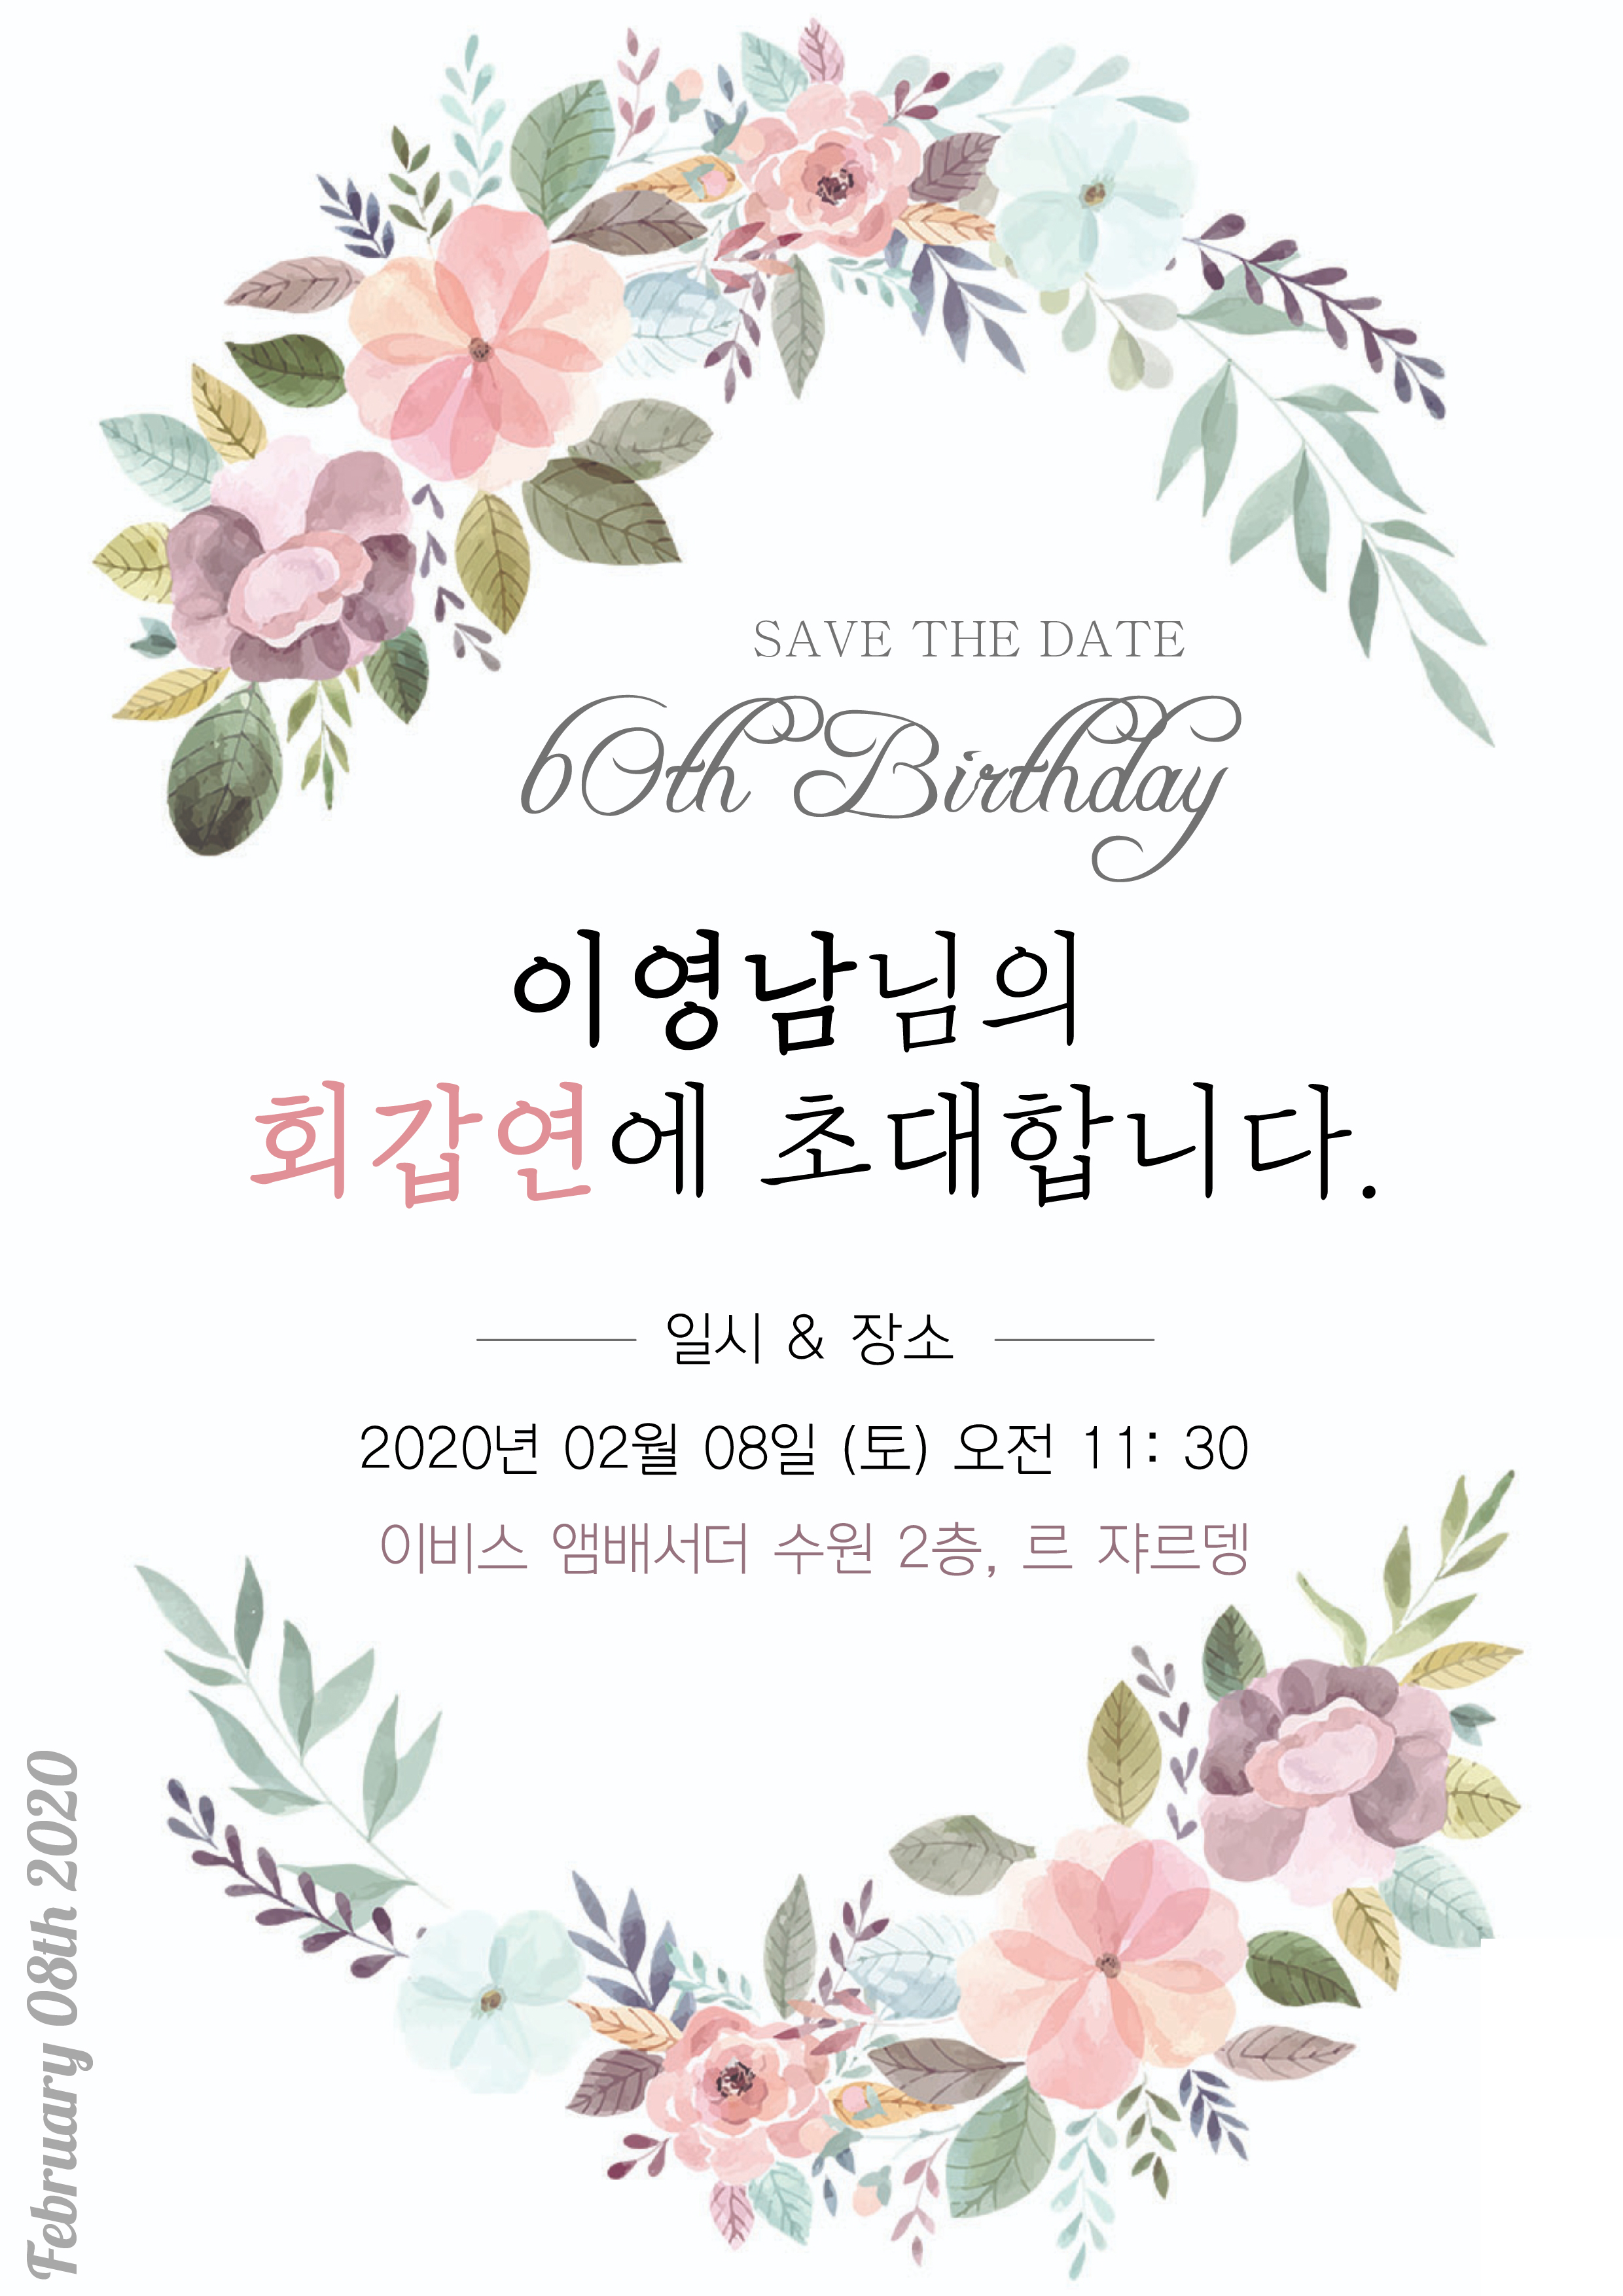 SAVE THE DATE
60th Birthday
이영남님의
회갑연에 초대합니다.
일시 & 장소
2020년 02월 08일 (토) 오전 11: 30
이비스 앰배서더 수원 2층, 르 쟈르뎅
February 08th 2020